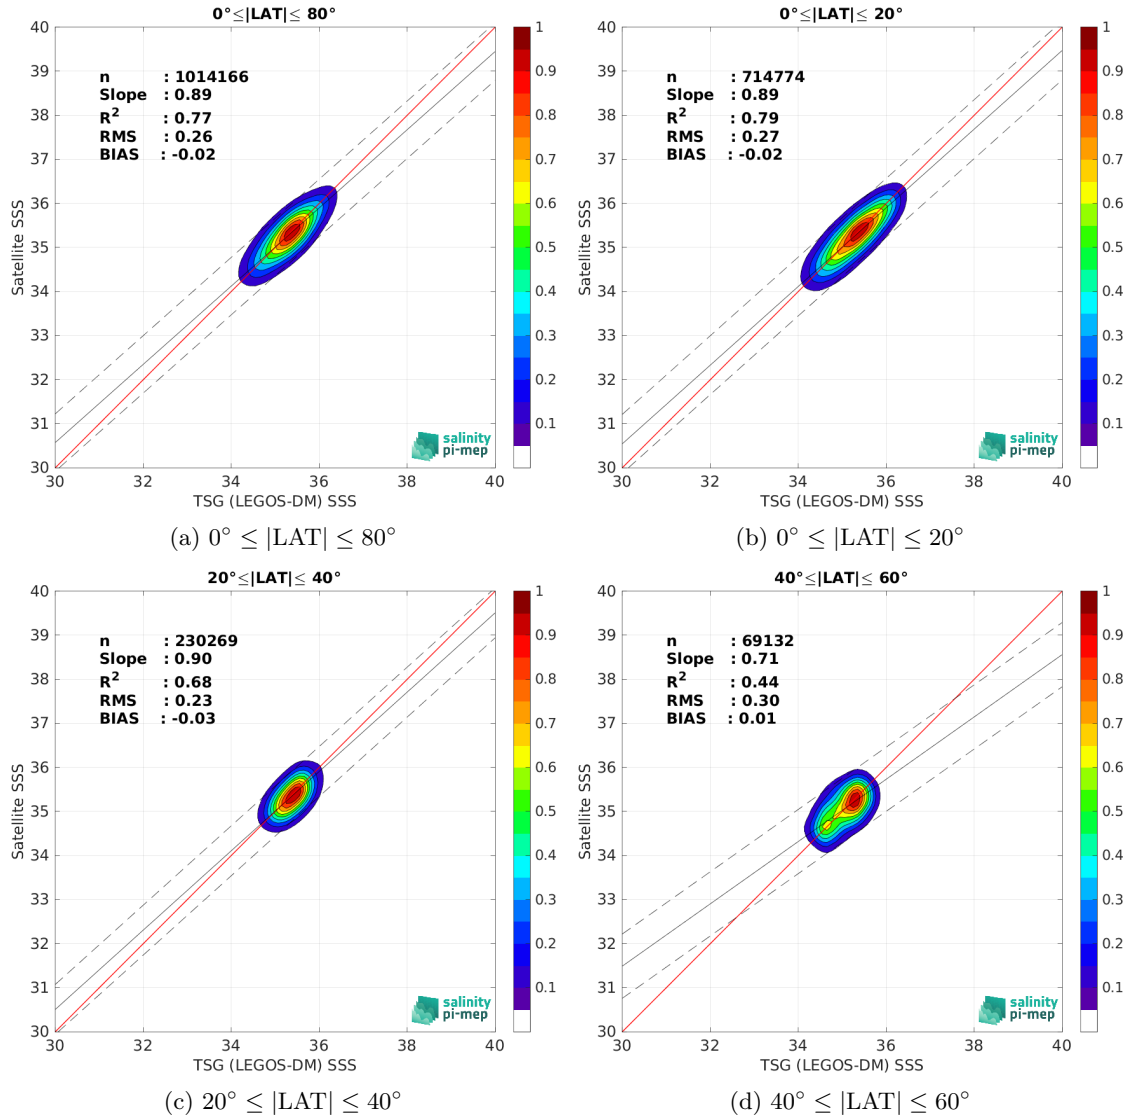 0°≤|LAT|≤ 80°
n : 1014166
Slope : 0.89
R² : 0.77
RMS : 0.26
BIAS : -0.02
40
39
38
37
36
35
34
33
32
31
30
Satellite SSS
30 32 34 36 38 40
TSG (LEGOS-DM) SSS
salinity
pi-mep
1
0.9
0.8
0.7
0.6
0.5
0.4
0.3
0.2
0.1
(a) 0° ≤ |LAT| ≤ 80°
0°≤|LAT|≤ 20°
n : 714774
Slope : 0.89
R² : 0.79
RMS : 0.27
BIAS : -0.02
40
39
38
37
36
35
34
33
32
31
30
Satellite SSS
30 32 34 36 38 40
TSG (LEGOS-DM) SSS
salinity
pi-mep
1
0.9
0.8
0.7
0.6
0.5
0.4
0.3
0.2
0.1
(b) 0° ≤ |LAT| ≤ 20°
20°≤|LAT|≤ 40°
n : 230269
Slope : 0.90
R² : 0.68
RMS : 0.23
BIAS : -0.03
40
39
38
37
36
35
34
33
32
31
30
Satellite SSS
30 32 34 36 38 40
TSG (LEGOS-DM) SSS
salinity
pi-mep
1
0.9
0.8
0.7
0.6
0.5
0.4
0.3
0.2
0.1
(c) 20° ≤ |LAT| ≤ 40°
40°≤|LAT|≤ 60°
n : 69132
Slope : 0.71
R² : 0.44
RMS : 0.30
BIAS : 0.01
40
39
38
37
36
35
34
33
32
31
30
Satellite SSS
30 32 34 36 38 40
TSG (LEGOS-DM) SSS
salinity
pi-mep
1
0.9
0.8
0.7
0.6
0.5
0.4
0.3
0.2
0.1
(d) 40° ≤ |LAT| ≤ 60°